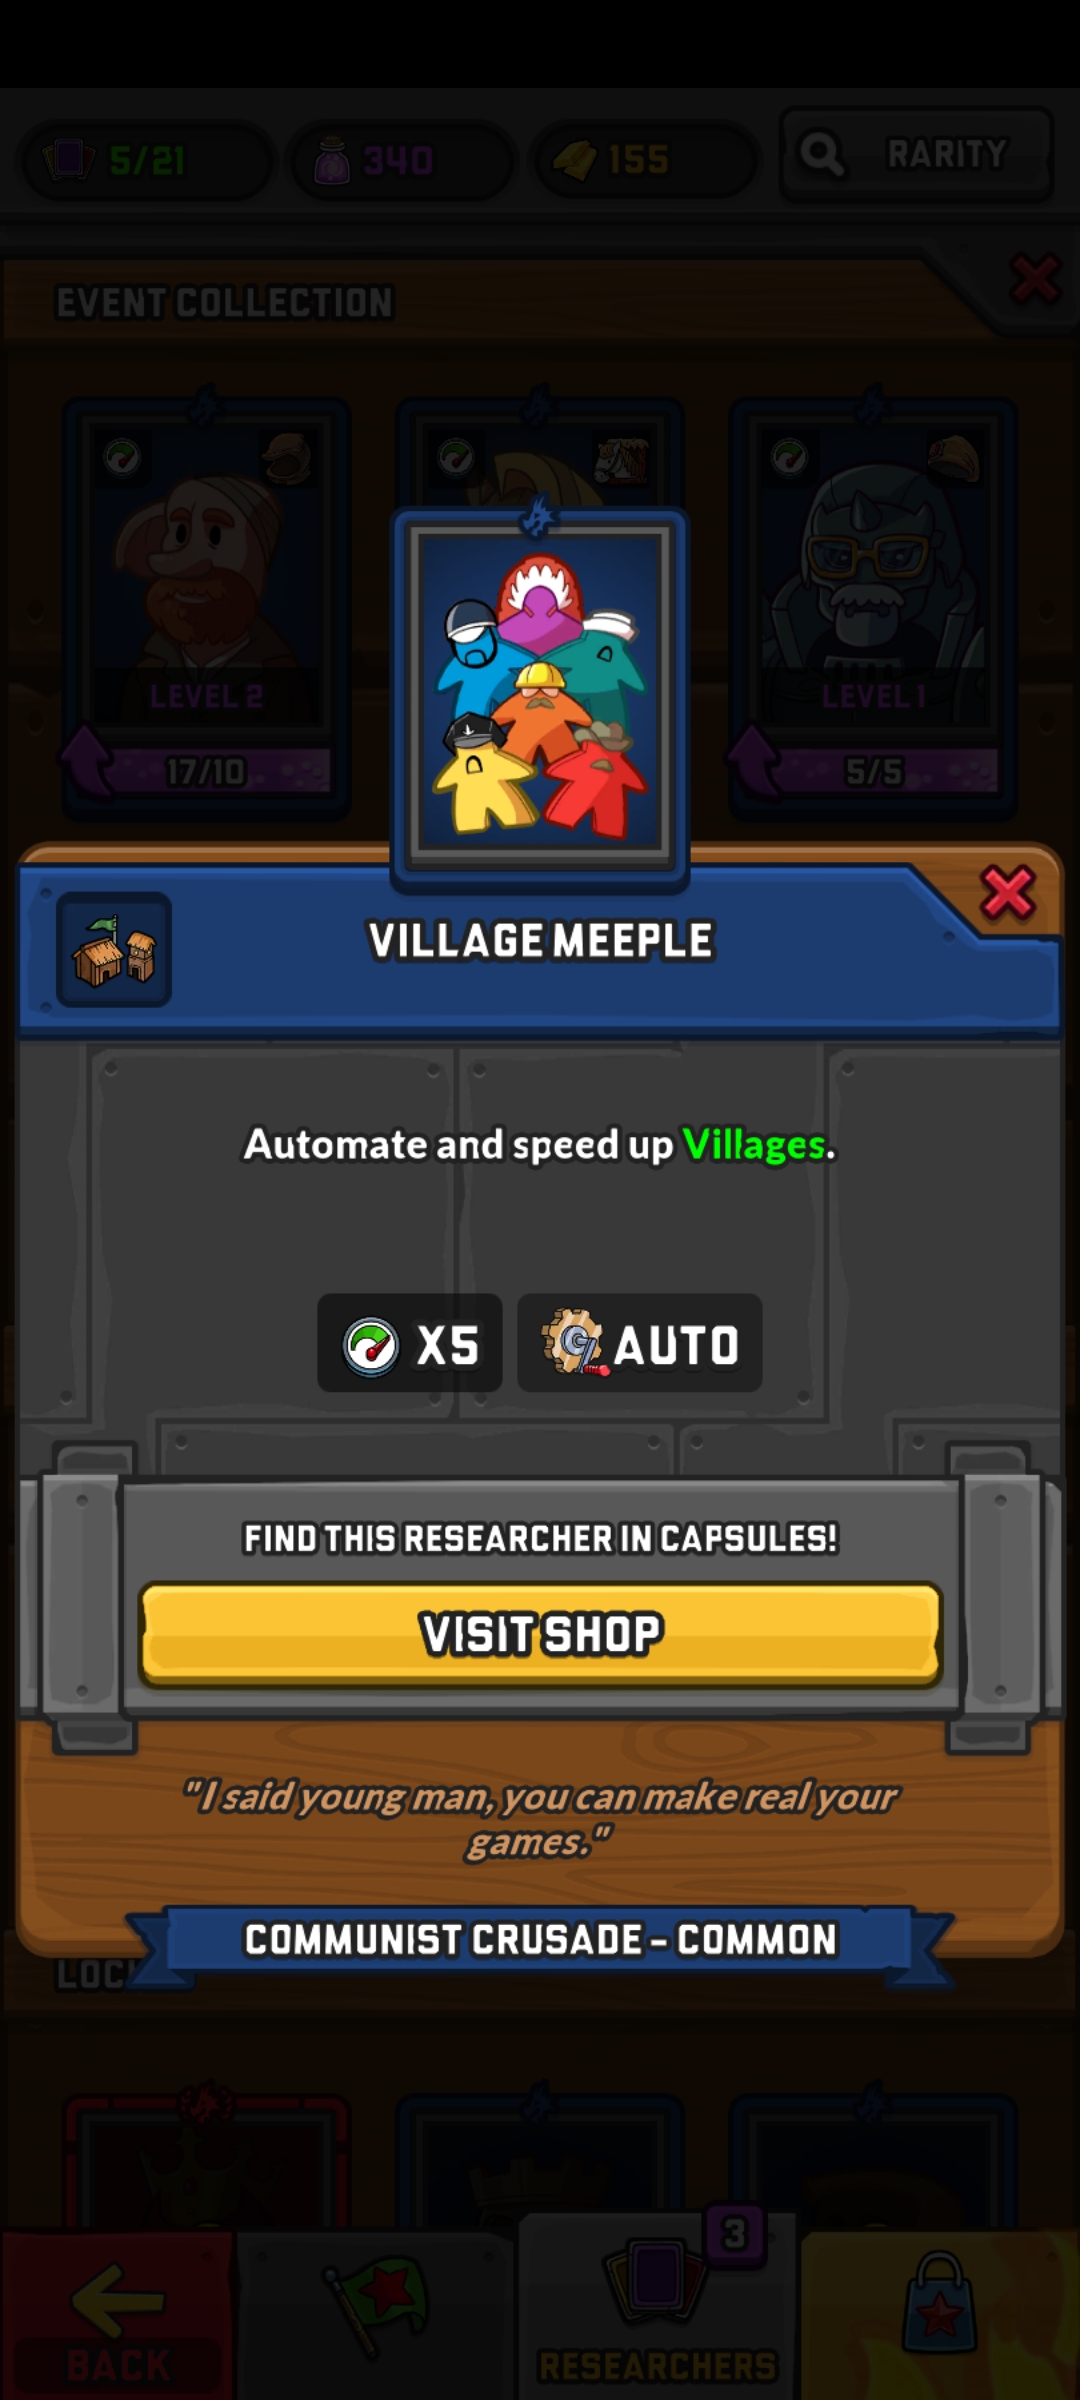 5/21
340
155
RARITY
EVENT COLLECTION
LEVEL 2
LEVEL 1
17/10
5/5
VILLAGE MEEPLE
Automate and speed up Villages.
X5
AUTO
FIND THIS RESEARCHER IN CAPSULES!
VISIT SHOP
"I said young man, you can make real your
games."
COMMUNIST CRUSADE - COMMON
3
BACK
RESEARCHERS